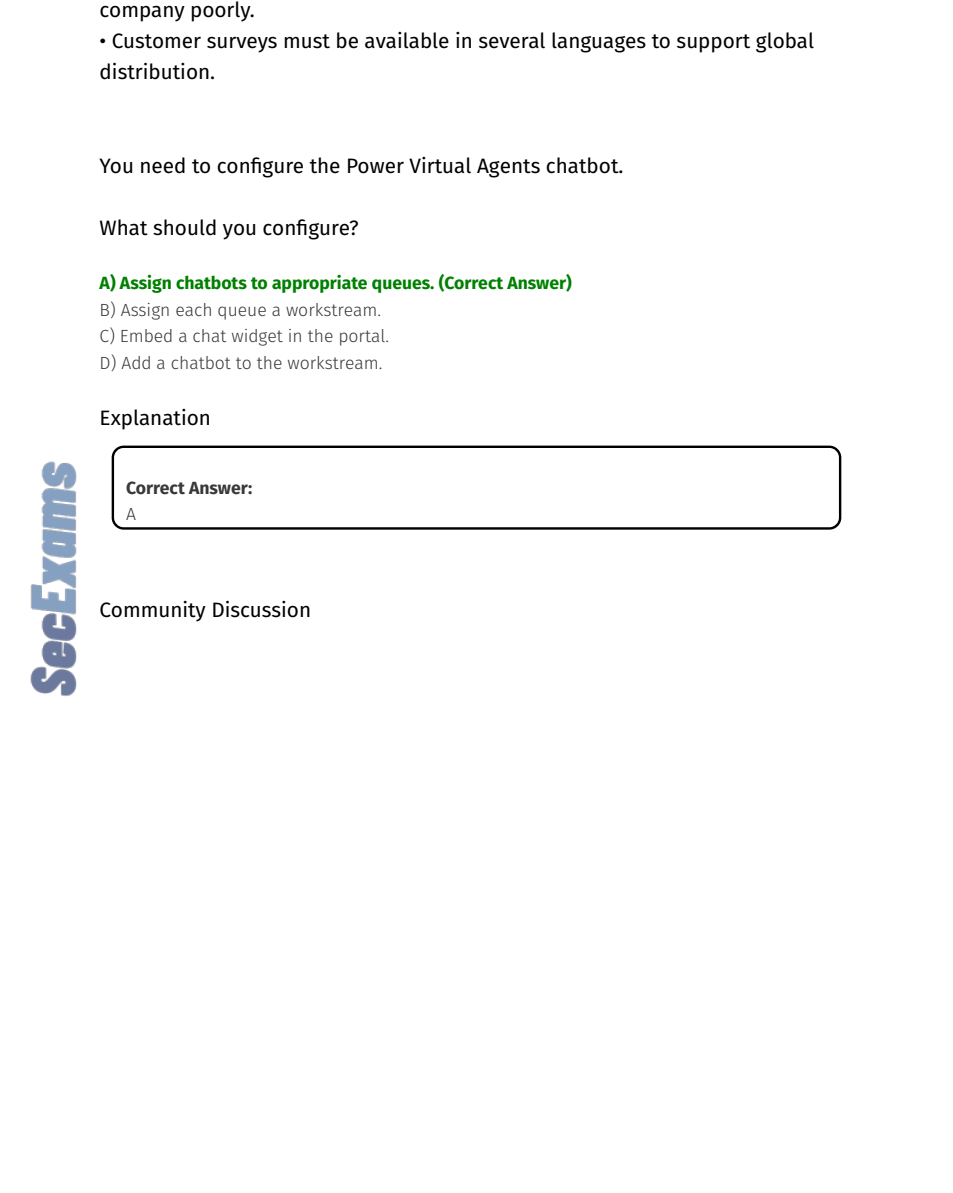 company poorly.
• Customer surveys must be available in several languages to support global
distribution.
You need to configure the Power Virtual Agents chatbot.
What should you configure?
A) Assign chatbots to appropriate queues. (Correct Answer)
B) Assign each queue a workstream.
C) Embed a chat widget in the portal.
D) Add a chatbot to the workstream.
Explanation
Correct Answer:
A
SecExams
Community Discussion